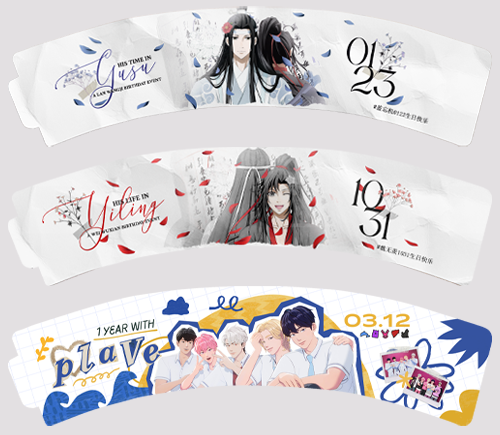 HIS TIME IN
Gusu
A LAN WANGJI BIRTHDAY EVENT
01
23
#蓝忘机0123生日快乐
HIS LIFE IN
Yiling
A WEI WUXIAN BIRTHDAY EVENT
10
31
#魏无羡1031生日快乐
1 YEAR WITH
plave
03.12